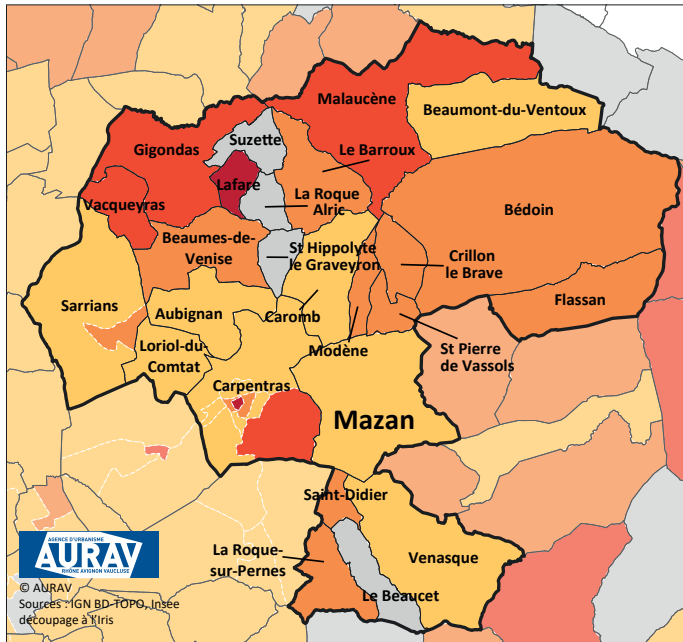 Malaucène
Beaumont-du-Ventoux
Suzette
Gigondas
Le Barroux
Lafare
La Roque
Alric
Vacqueyras
Bédoin
Beaumes-de-
Venise
St Hippolyte
le Graveyron
Crillon
le Brave
Sarrians
Aubignan
Flassan
Caromb
Loriol-du-
Comtat
Modène
St Pierre
de Vassols
Carpentras
Mazan
Saint-Didier
La Roque-
sur-Pernes
Venasque
Le Beaucet
AGENCE D'URBANISME
AURAV
RHÔNE AVIGNON VAUCLUSE
© AURAV
Sources : IGN BD-TOPO, Insee
découpage à l'Iris